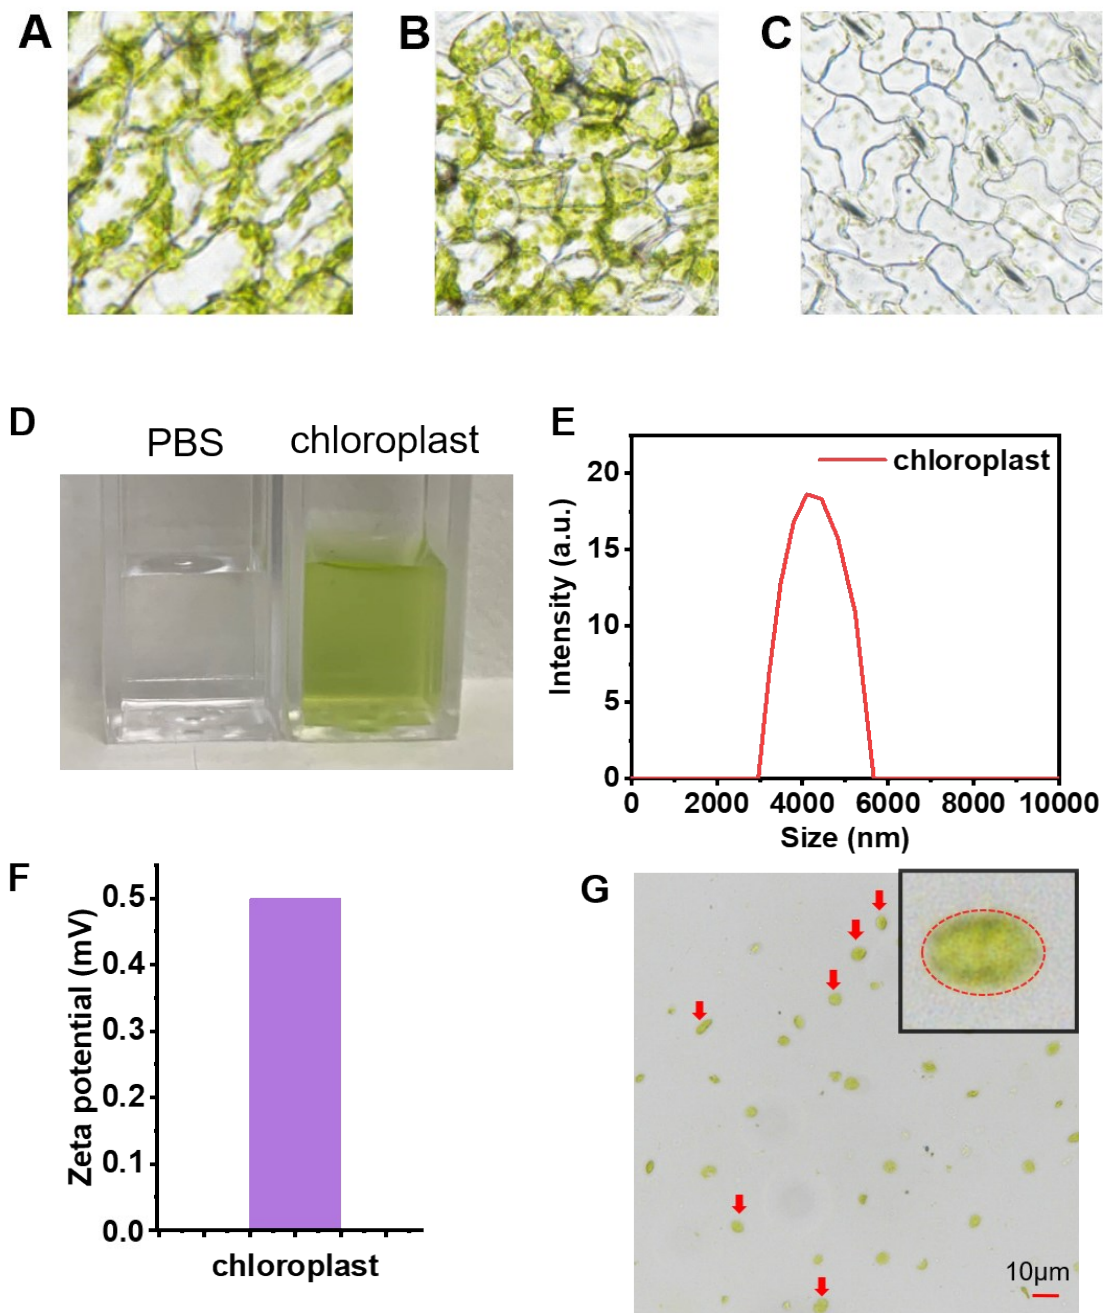 A
B
C
D
PBS
chloroplast
E
chloroplast
20
15
10
5
0
Intensity (a.u.)
0 2000 4000 6000 8000 10000
Size (nm)
F
0.5
0.4
0.3
0.2
0.1
0.0
Zeta potential (mV)
chloroplast
G
10μm